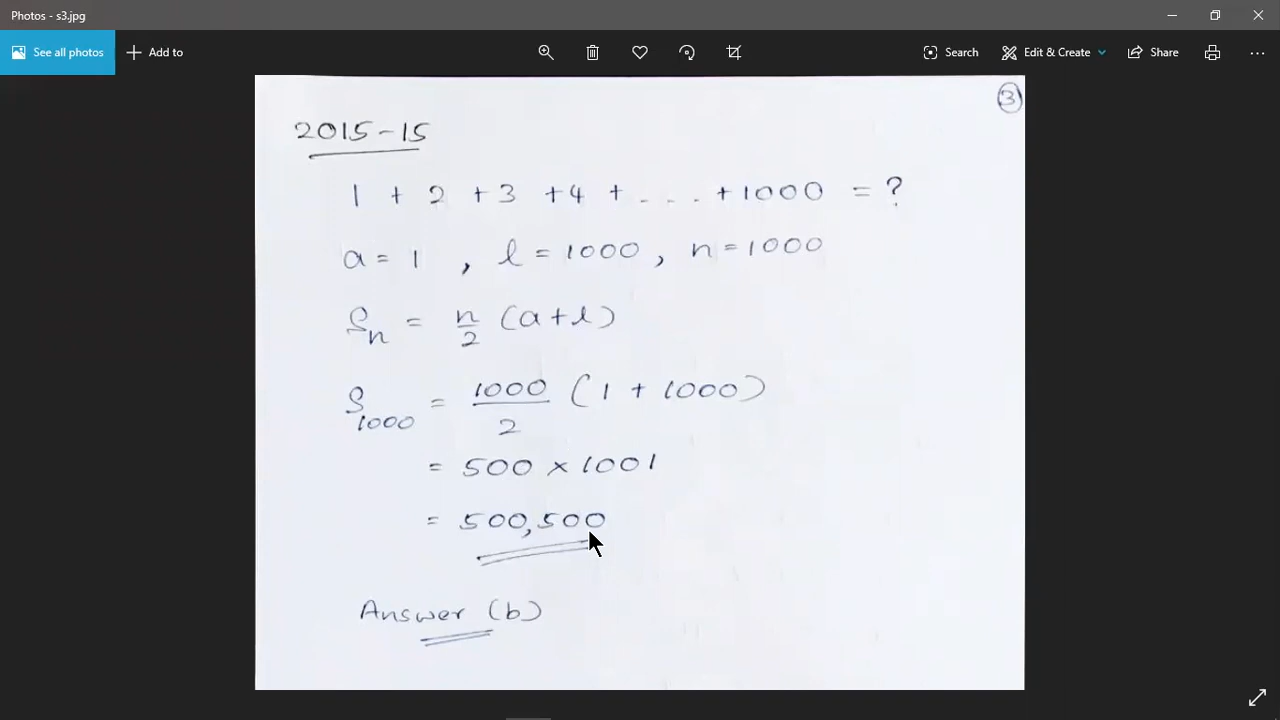 Photos - s3.jpg
See all photos
Add to
Search
Edit & Create
Share
3
2015-15
1 + 2 + 3 + 4 + . . . . + 1000 = ?
a = 1 , l = 1000 , n = 1000
Sn = n/2 (a+l)
S1000 = 1000/2 (1 + 1000)
= 500 × 1001
= 500,500
Answer (b)